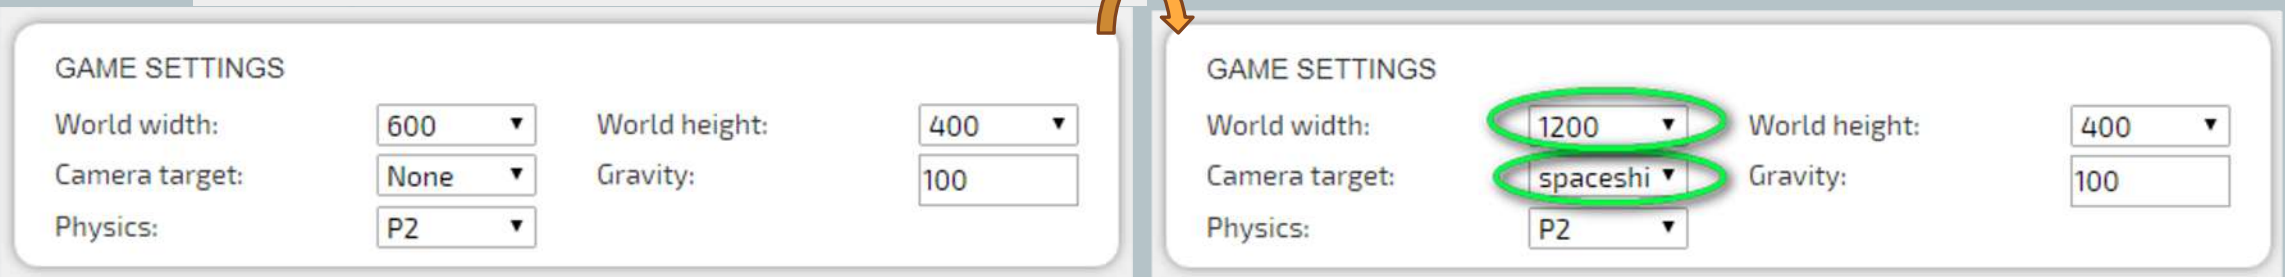 GAME SETTINGS
World width: 600 World height: 400
Camera target: None Gravity: 100
Physics: P2
GAME SETTINGS
World width: 1200 World height: 400
Camera target: spaceshi Gravity: 100
Physics: P2